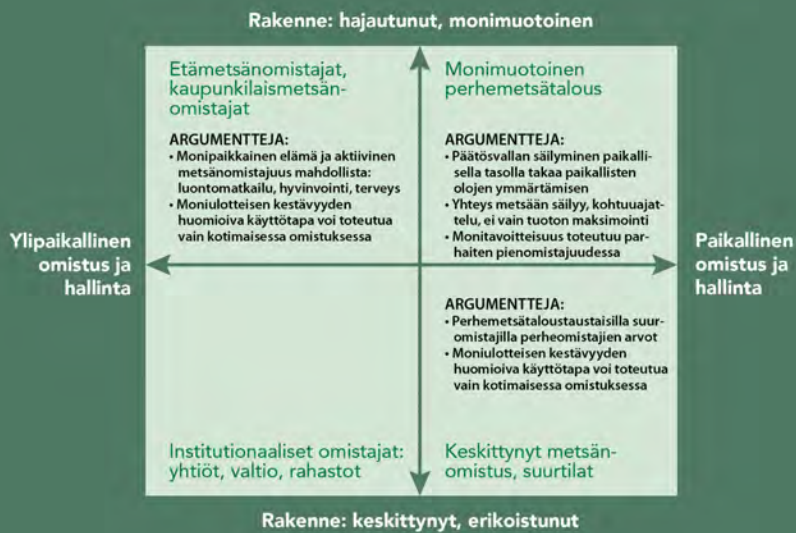 Rakenne: hajautunut, monimuotoinen
Etämetsänomistajat,
kaupunkilaismetsän-
omistajat
ARGUMENTTEJA:
• Monipaikkainen elämä ja aktiivinen
metsänomistajuus mahdollista:
luontomatkailu, hyvinvointi, terveys
• Moniulotteisen kestävyyden
huomioiva käyttötapa voi toteutua
vain kotimaisessa omistuksessa
Monimuotoinen
perhemetsätalous
ARGUMENTTEJA:
• Päätösvallan säilyminen paikalli-
sella tasolla takaa paikallisten
olojen ymmärtämisen
• Yhteys metsään säilyy, kohtuuajat-
telu, ei vain tuoton maksimointi
• Monitavoitteisuus toteutuu par-
haiten pienomistajuudessa
Ylipaikallinen
omistus ja
hallinta
Paikallinen
omistus ja
hallinta
ARGUMENTTEJA:
• Perhemetsätaloustaustaisilla suur-
omistajilla perheomistajien arvot
• Moniulotteisen kestävyyden
huomioiva käyttötapa voi toteutua
vain kotimaisessa omistuksessa
Institutionaaliset omistajat:
yhtiöt, valtio, rahastot
Keskittynyt metsän-
omistus, suurtilat
Rakenne: keskittynyt, erikoistunut